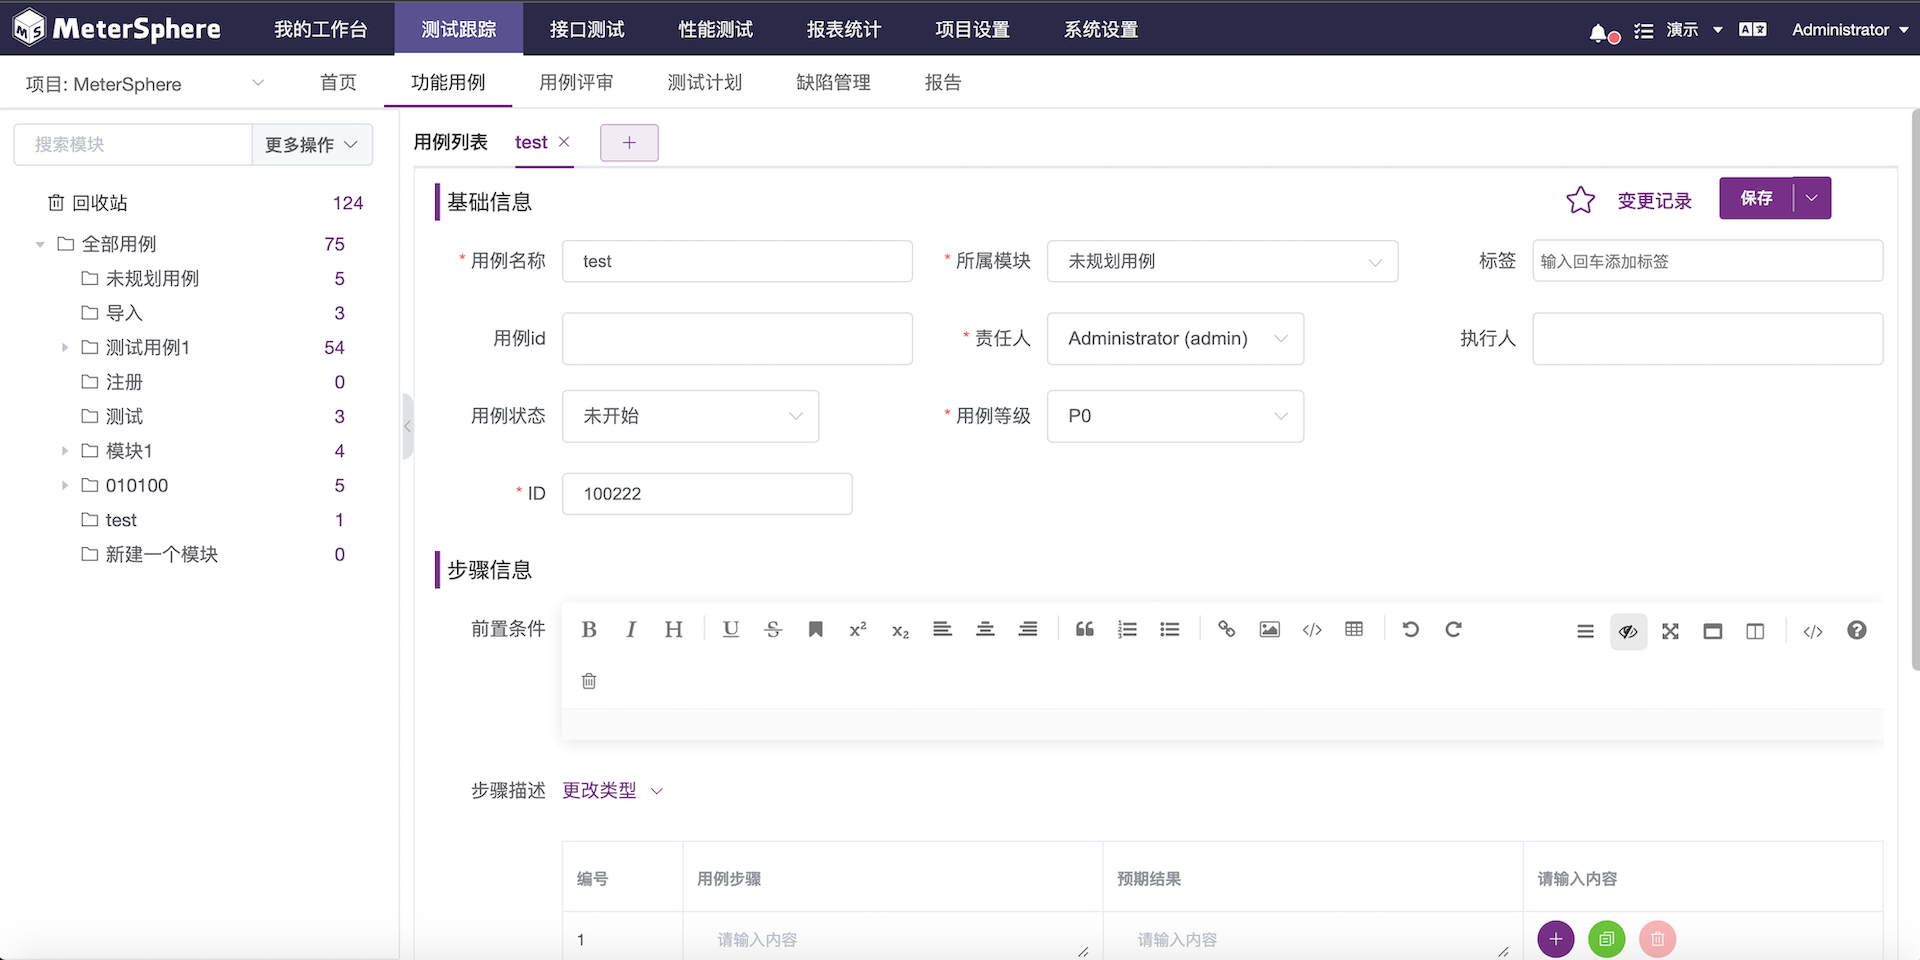 MeterSphere 我的工作台 测试跟踪 接口测试 性能测试 报表统计 项目设置 系统设置 演示 Administrator
项目: MeterSphere 首页 功能用例 用例评审 测试计划 缺陷管理 报告
搜索模块 更多操作
回收站 124
全部用例 75
未规划用例 5
导入 3
测试用例1 54
注册 0
测试 3
模块1 4
010100 5
test 1
新建一个模块 0
用例列表 test
基础信息 变更记录 保存
* 用例名称 test * 所属模块 未规划用例 标签 输入回车添加标签
用例id * 责任人 Administrator (admin) 执行人
用例状态 未开始 * 用例等级 P0
* ID 100222
步骤信息
前置条件
步骤描述 更改类型
编号 用例步骤 预期结果 请输入内容
1 请输入内容 请输入内容